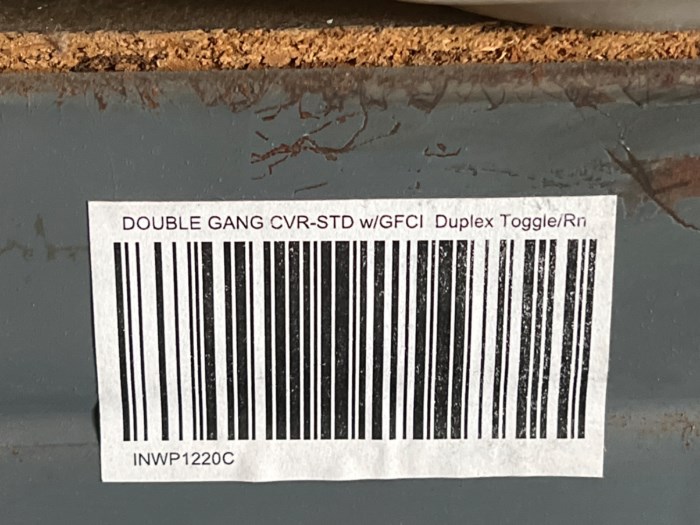 DOUBLE GANG CVR-STD w/GFCI Duplex Toggle/Rn
INWP1220C